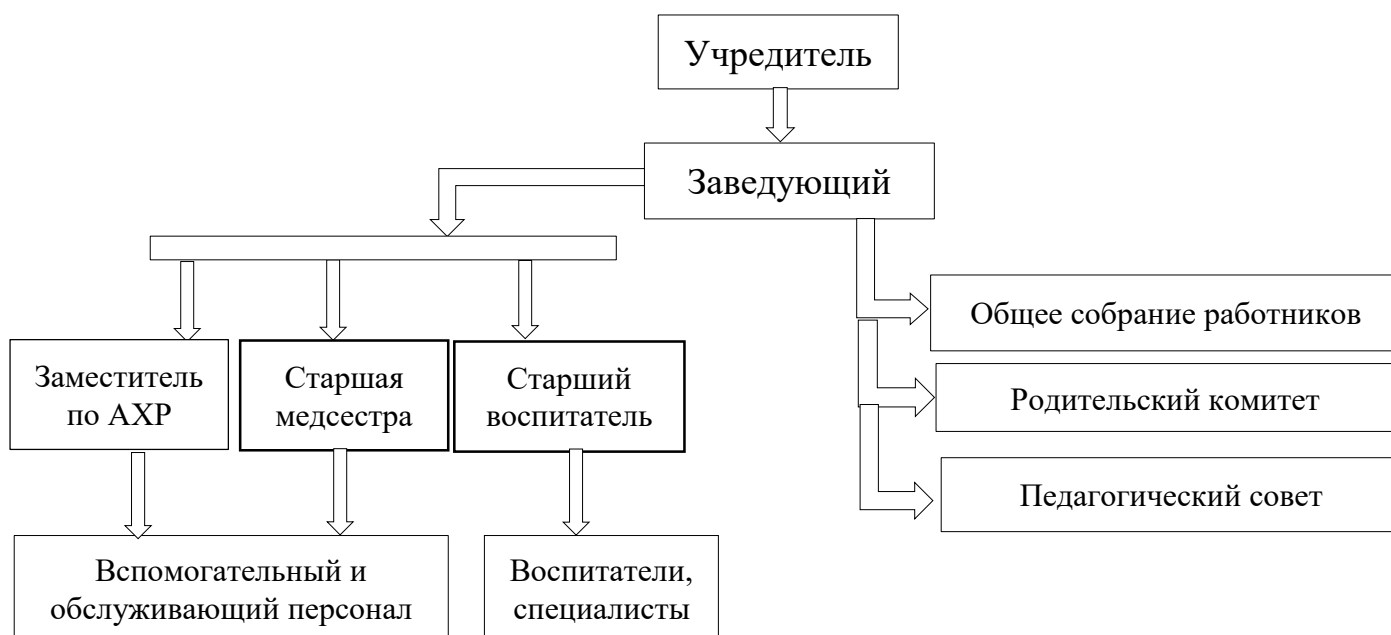 Учредитель
Заведующий
Общее собрание работников
Родительский комитет
Педагогический совет
Заместитель
по АХР
Старшая
медсестра
Старший
воспитатель
Вспомогательный и
обслуживающий персонал
Воспитатели,
специалисты